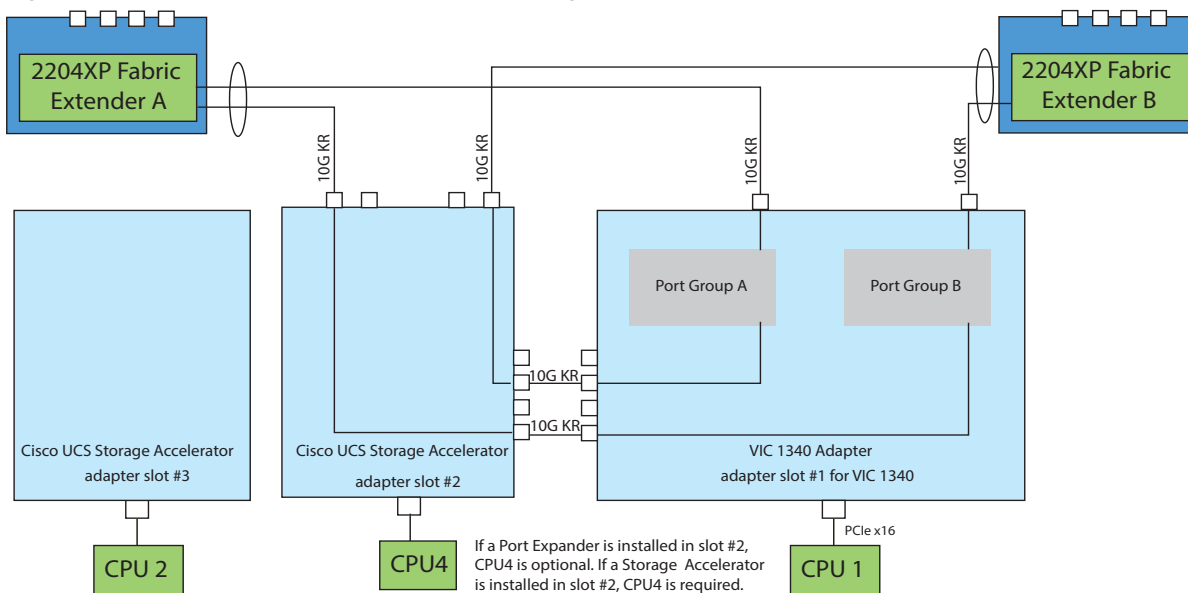 2204XP Fabric
Extender A
2204XP Fabric
Extender B
10G KR
10G KR
10G KR
10G KR
Port Group A
Port Group B
10G KR
10G KR
Cisco UCS Storage Accelerator
adapter slot #3
Cisco UCS Storage Accelerator
adapter slot #2
VIC 1340 Adapter
adapter slot #1 for VIC 1340
PCIe x16
CPU 2
CPU4
If a Port Expander is installed in slot #2,
CPU4 is optional. If a Storage Accelerator
is installed in slot #2, CPU4 is required.
CPU 1